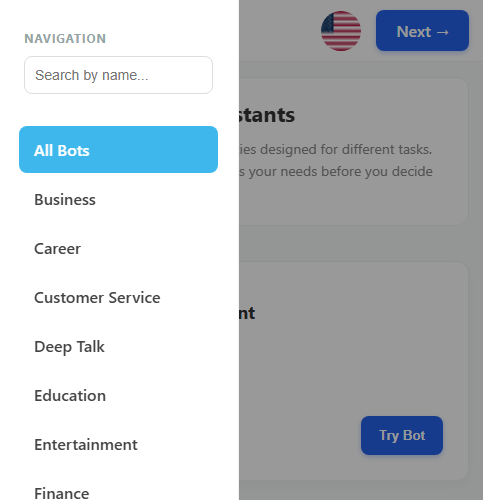 NAVIGATION
Search by name...
All Bots
Business
Career
Customer Service
Deep Talk
Education
Entertainment
Finance
Next →
stants
ies designed for different tasks.
s your needs before you decide
nt
Try Bot